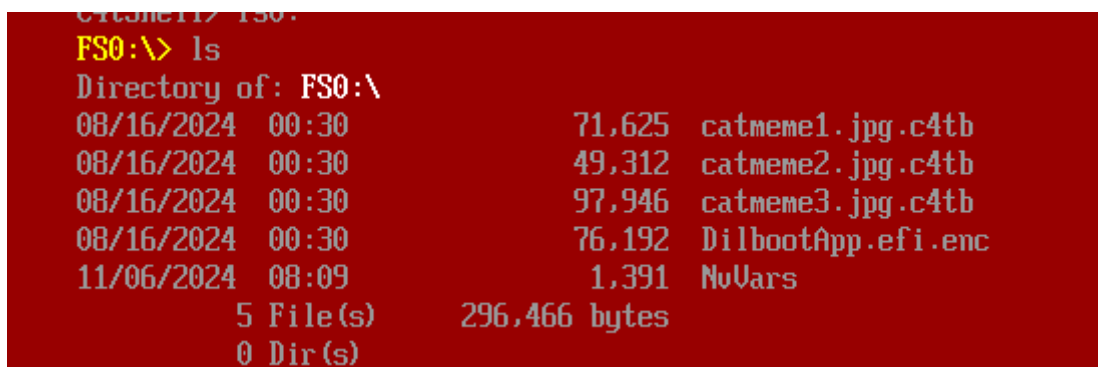 C4tShell> fs0:
FS0:\> ls
Directory of: FS0:\
08/16/2024 00:30 71,625 catmeme1.jpg.c4tb
08/16/2024 00:30 49,312 catmeme2.jpg.c4tb
08/16/2024 00:30 97,946 catmeme3.jpg.c4tb
08/16/2024 00:30 76,192 DilbootApp.efi.enc
11/06/2024 08:09 1,391 NvVars
5 File(s) 296,466 bytes
0 Dir(s)